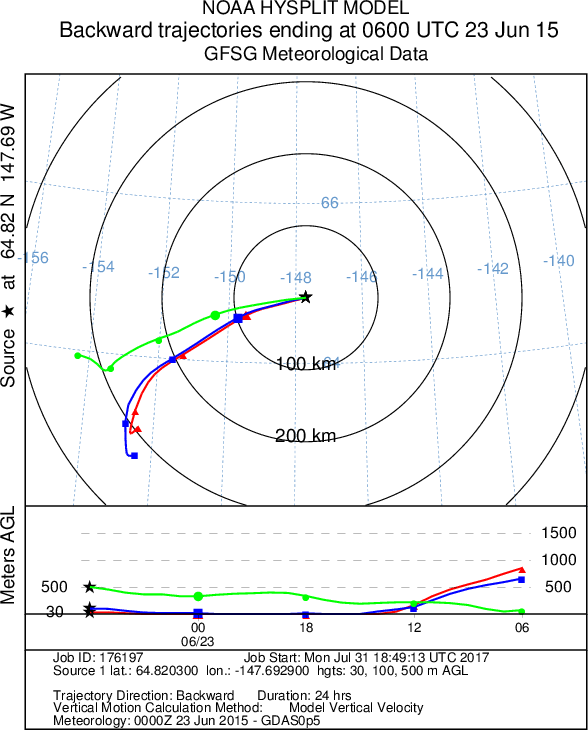 NOAA HYSPLIT MODEL
Backward trajectories ending at 0600 UTC 23 Jun 15
GFSG Meteorological Data
Source ★ at 64.82 N 147.69 W
66
-156
-154
-152
-150
-148
-146
-144
-142
-140
64
100 km
200 km
Meters AGL
1500
1000
500
500
30
00
18
12
06
06/23
Job ID: 176197 Job Start: Mon Jul 31 18:49:13 UTC 2017
Source 1 lat.: 64.820300 lon.: -147.692900 hgts: 30, 100, 500 m AGL
Trajectory Direction: Backward Duration: 24 hrs
Vertical Motion Calculation Method: Model Vertical Velocity
Meteorology: 0000Z 23 Jun 2015 - GDAS0p5